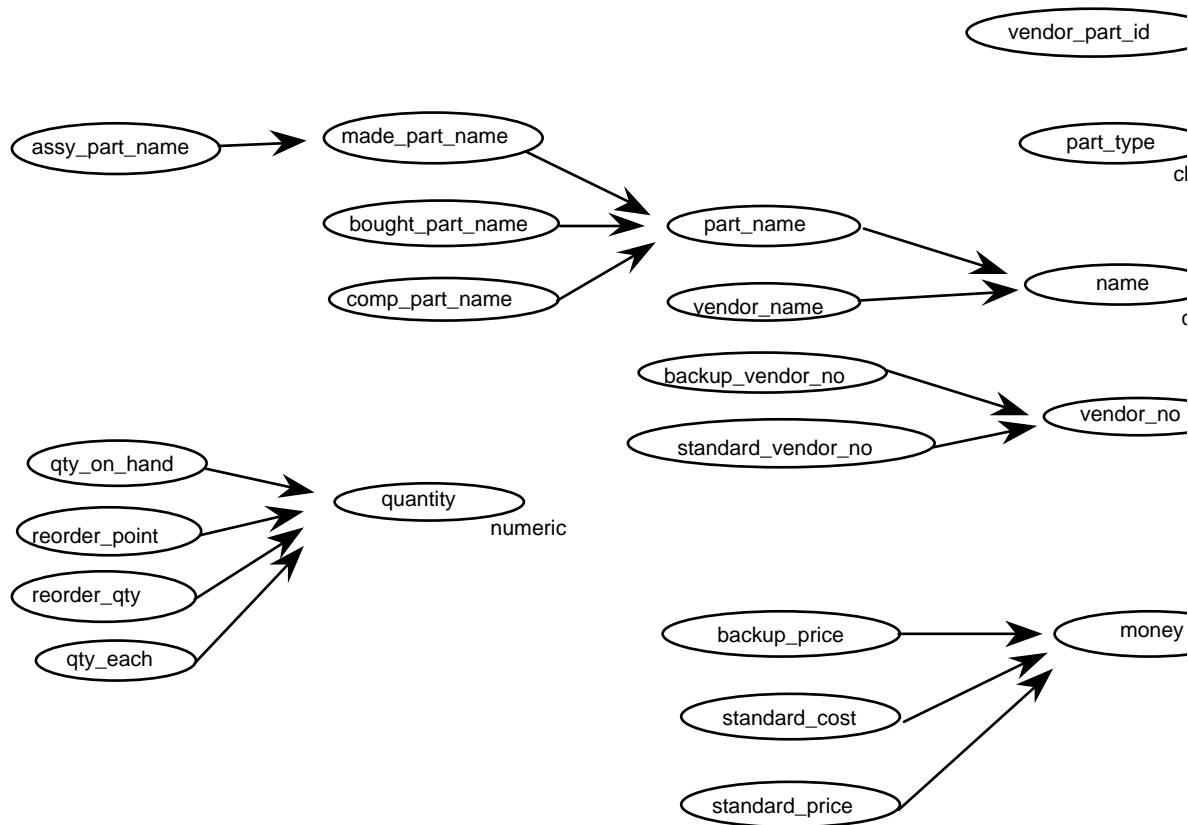 vendor_part_id
assy_part_name
made_part_name
part_type
bought_part_name
part_name
comp_part_name
vendor_name
name
backup_vendor_no
vendor_no
standard_vendor_no
qty_on_hand
quantity
numeric
reorder_point
reorder_qty
qty_each
backup_price
money
standard_cost
standard_price